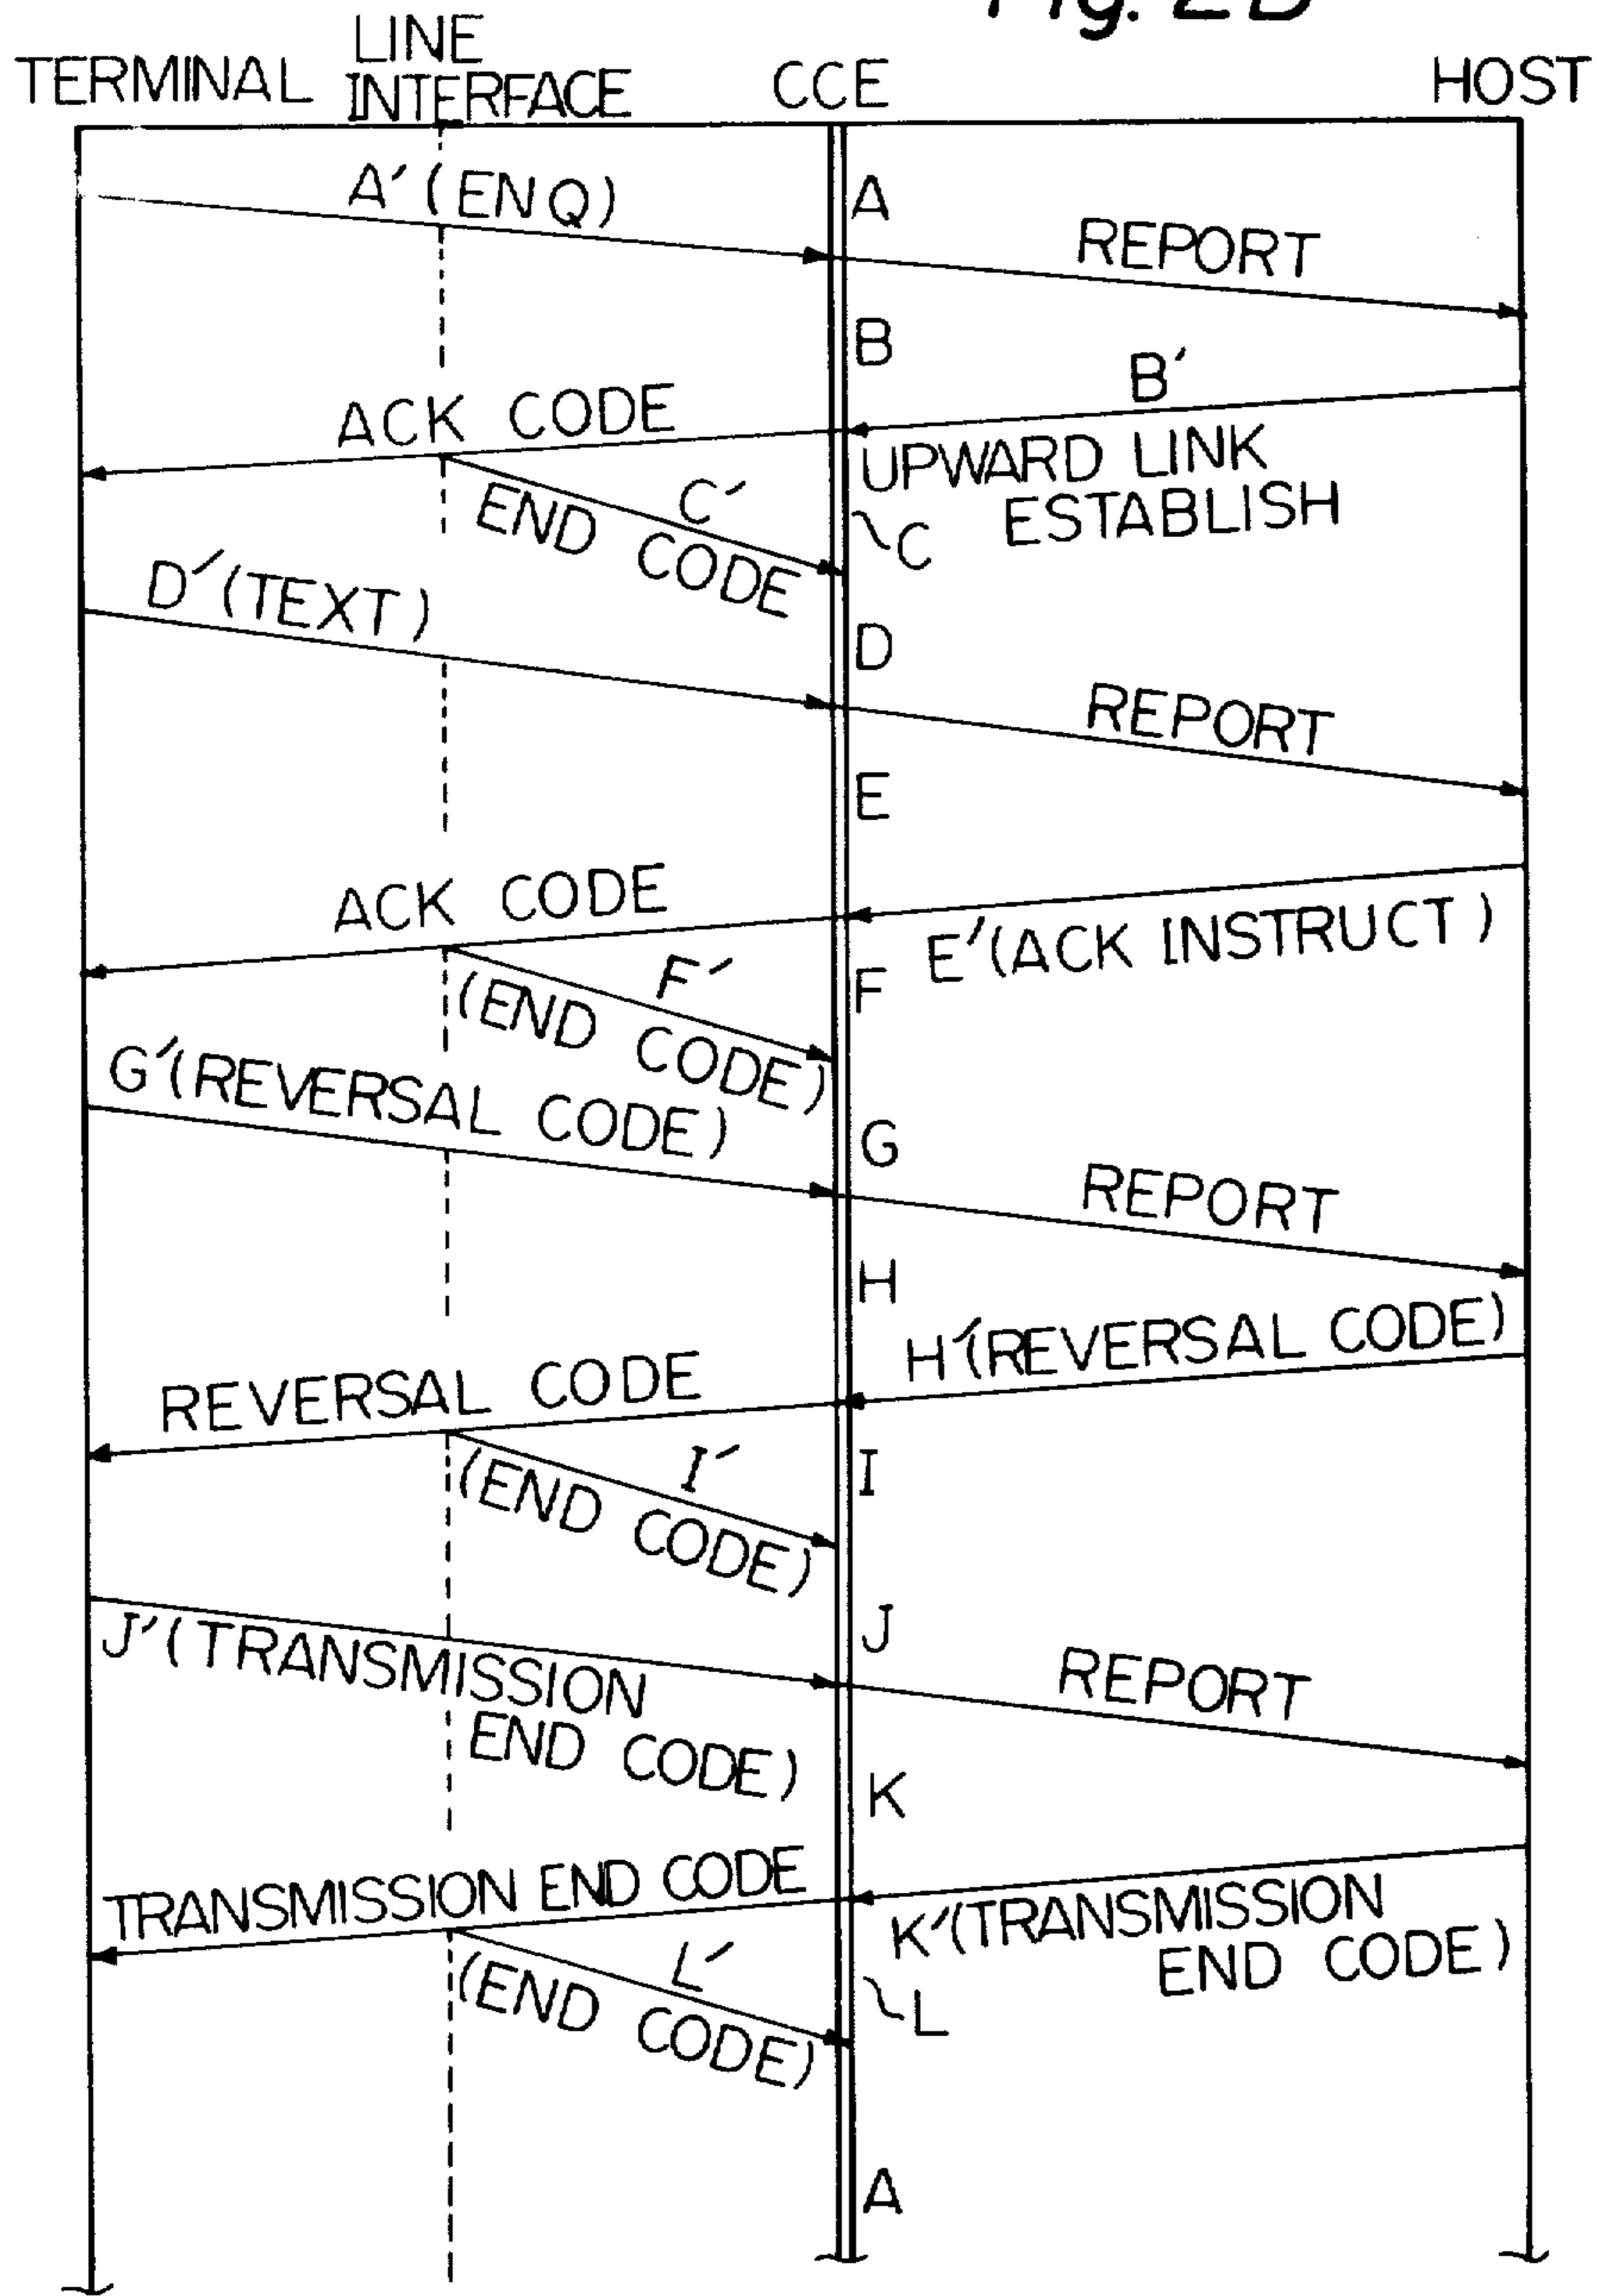 Fig. 2B
TERMINAL
LINE
INTERFACE
CCE
HOST
A' (ENQ)
A
REPORT
B
B'
ACK CODE
UPWARD LINK
ESTABLISH
C'
END CODE
C
D' (TEXT)
D
REPORT
E
ACK CODE
E' (ACK INSTRUCT)
F'
(END CODE)
F
G' (REVERSAL CODE)
G
REPORT
H
H' (REVERSAL CODE)
REVERSAL CODE
I'
(END CODE)
I
J' (TRANSMISSION
END CODE)
J
REPORT
K
TRANSMISSION END CODE
K' (TRANSMISSION
END CODE)
L'
(END CODE)
L
A